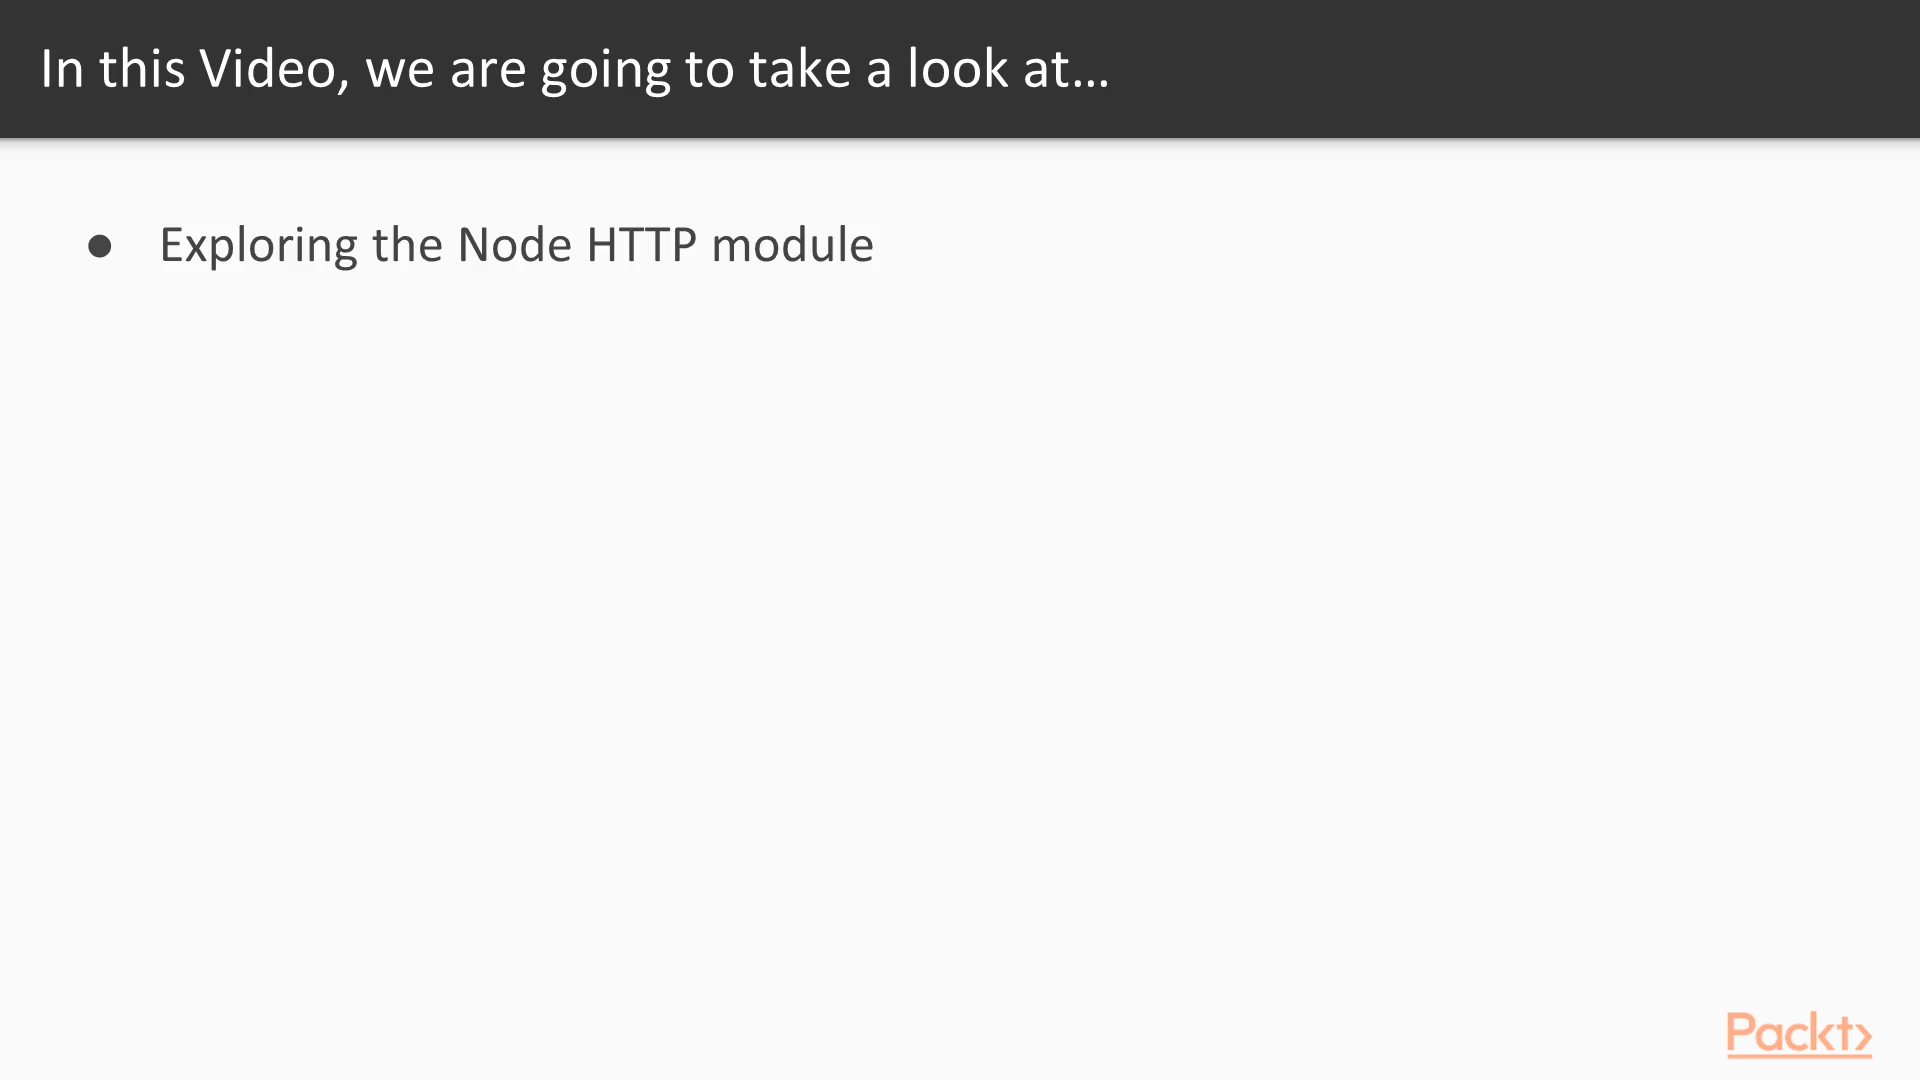 In this Video, we are going to take a look at...
● Exploring the Node HTTP module
Packt>